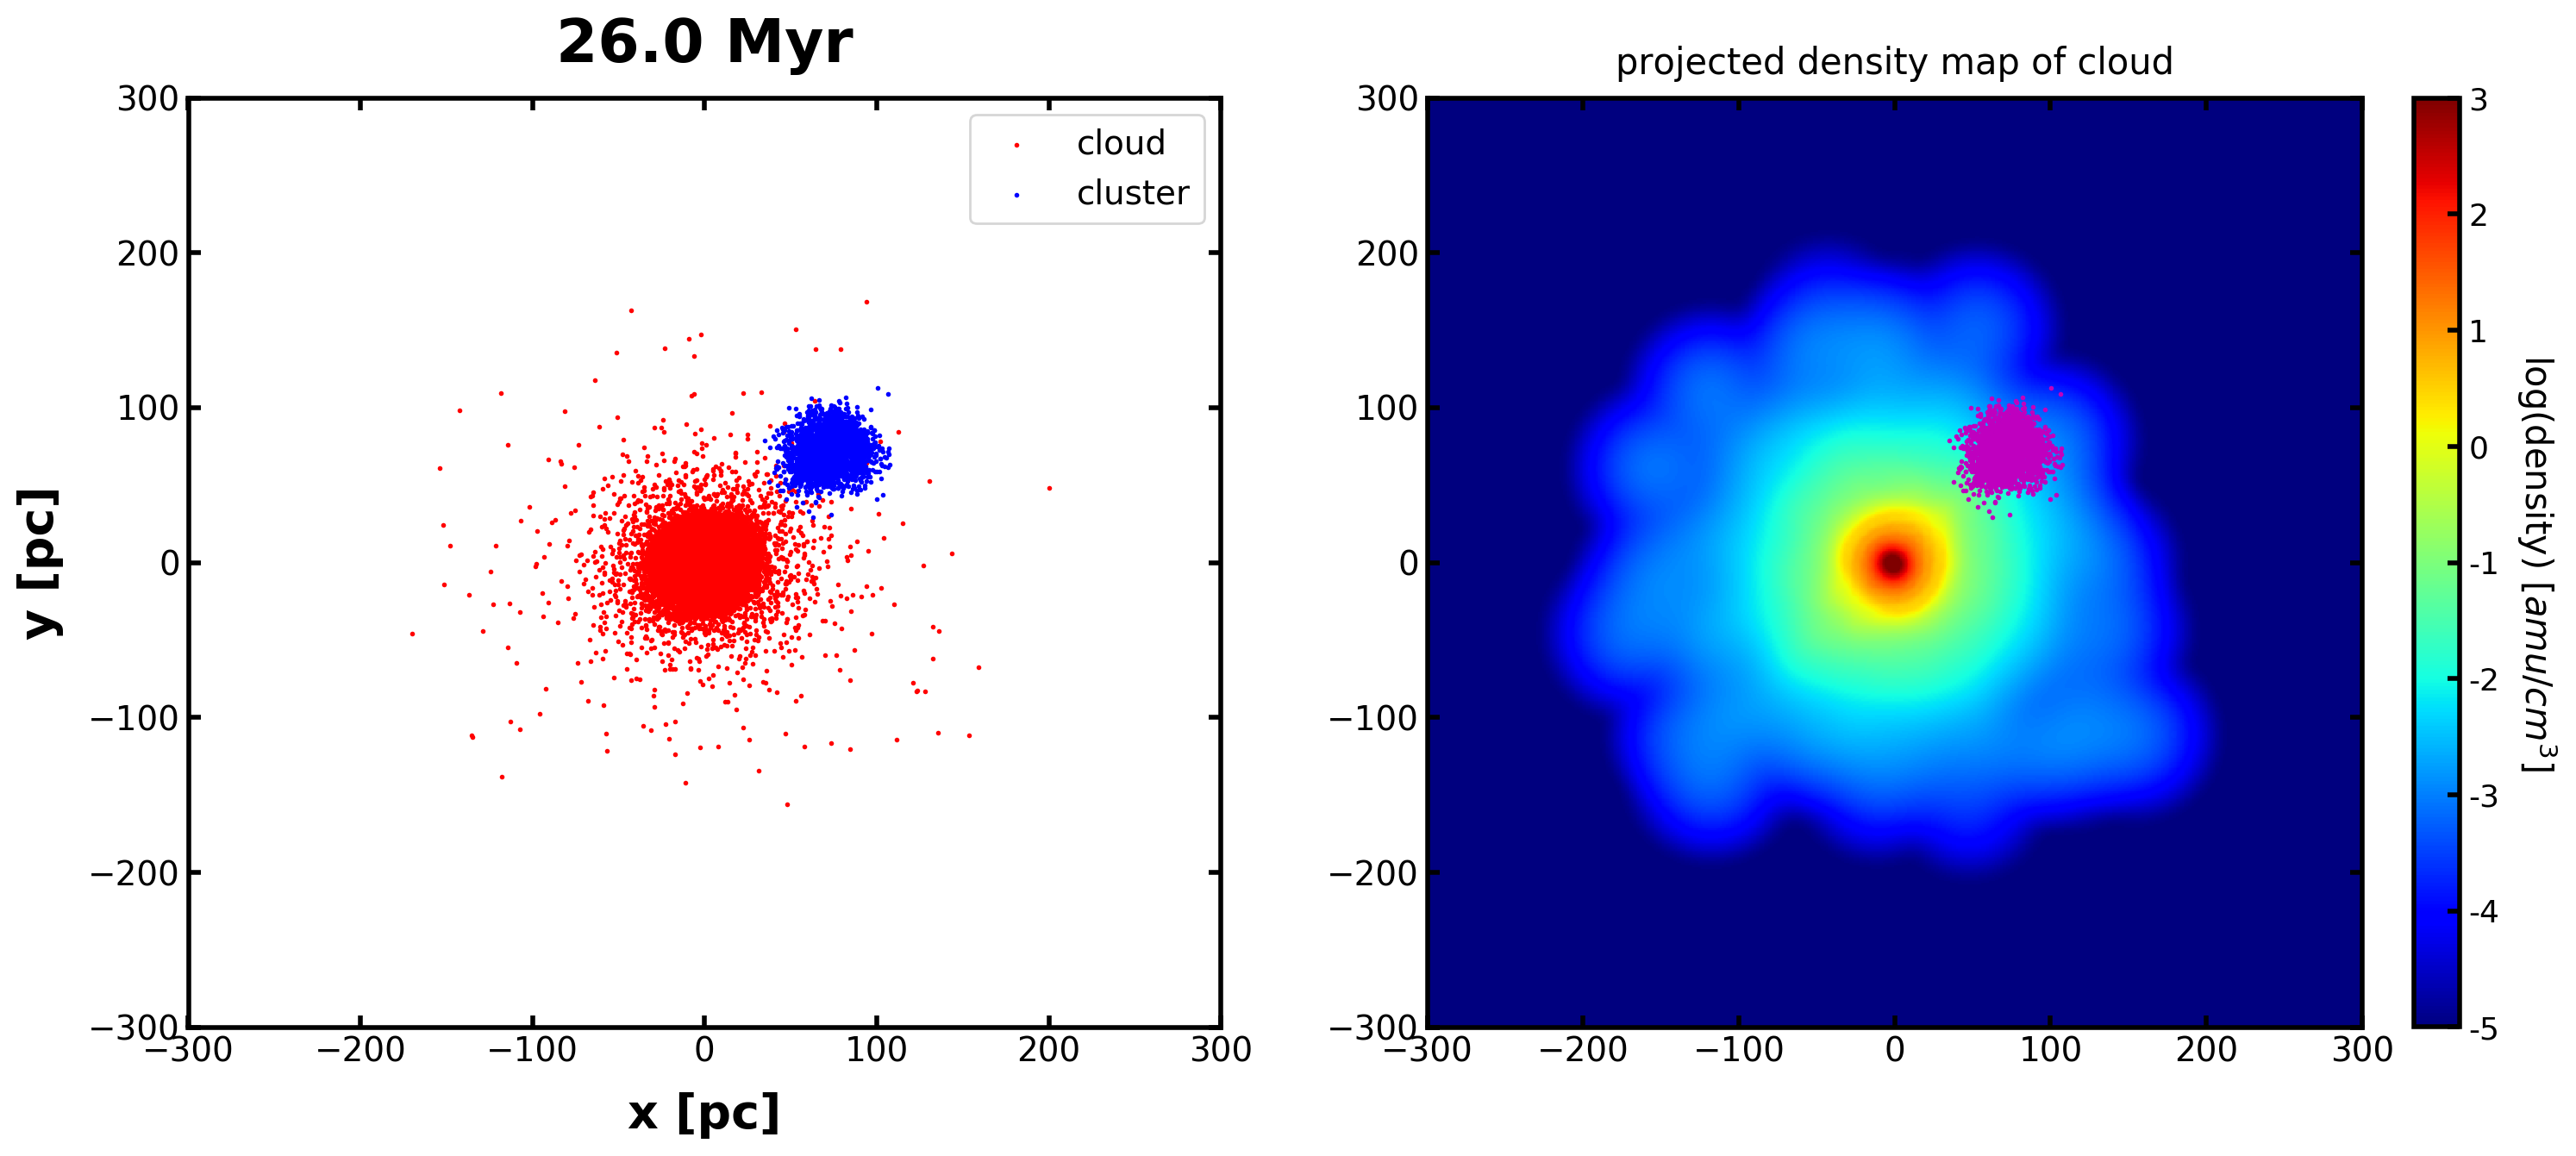 26.0 Myr
projected density map of cloud
cloud
cluster
y [pc]
300
200
100
0
−100
−200
−300
−300 −200 −100 0 100 200 300
x [pc]
300
200
100
0
−100
−200
−300
−300 −200 −100 0 100 200 300
3
2
1
0
-1
-2
-3
-4
-5
log(density) [amu/cm³]